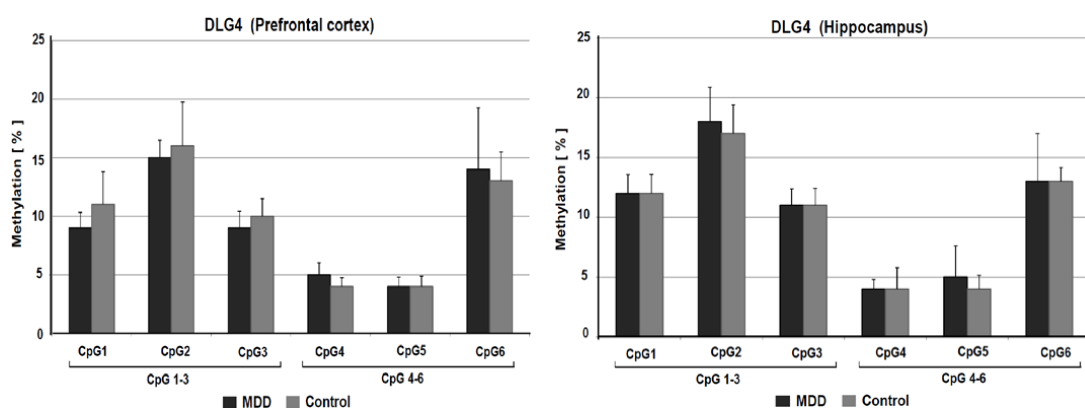 DLG4 (Prefrontal cortex)
Methylation [ % ]
25
20
15
10
5
0
CpG1 CpG2 CpG3 CpG4 CpG5 CpG6
CpG 1-3 CpG 4-6
MDD Control
DLG4 (Hippocampus)
Methylation [ % ]
25
20
15
10
5
0
CpG1 CpG2 CpG3 CpG4 CpG5 CpG6
CpG 1-3 CpG 4-6
MDD Control